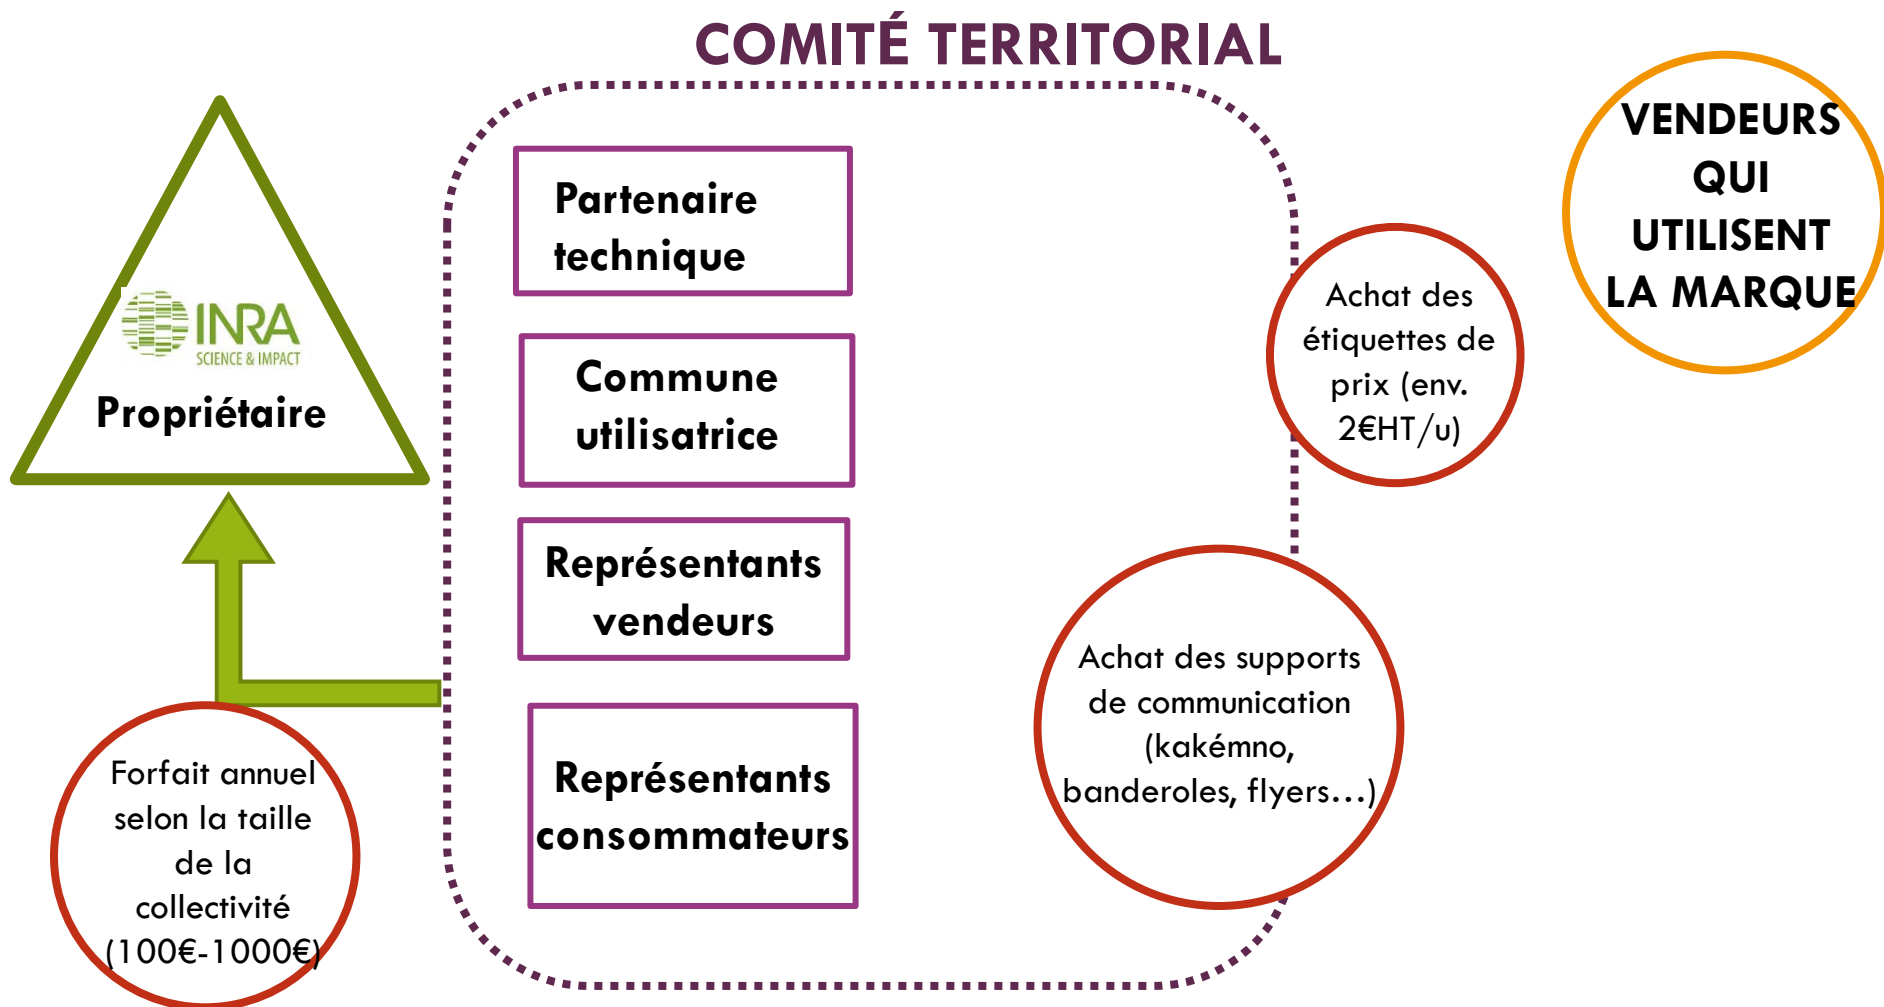 COMITÉ TERRITORIAL
INRA
SCIENCE & IMPACT
Propriétaire
Partenaire
technique
Commune
utilisatrice
Représentants
vendeurs
Représentants
consommateurs
VENDEURS
QUI
UTILISENT
LA MARQUE
Achat des
étiquettes de
prix (env.
2€HT/u)
Achat des supports
de communication
(kakémno,
banderoles, flyers...)
Forfait annuel
selon la taille
de la
collectivité
(100€-1000€)